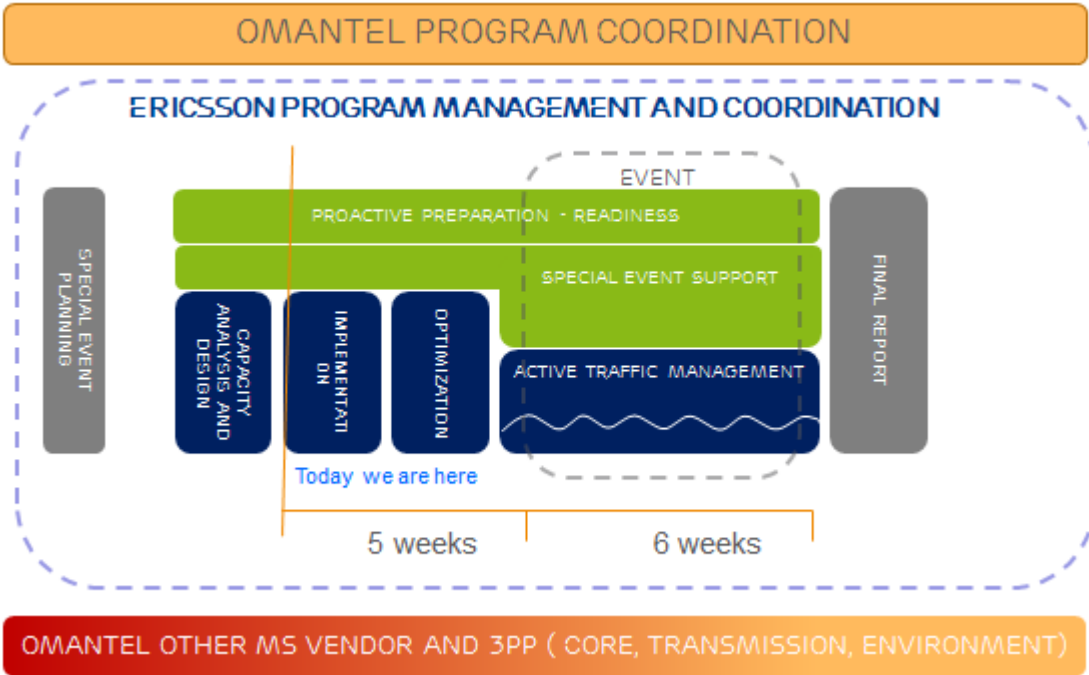 OMANTEL PROGRAM COORDINATION
ERICSSON PROGRAM MANAGEMENT AND COORDINATION
EVENT
PROACTIVE PREPARATION - READINESS
SPECIAL EVENT SUPPORT
SPECIAL EVENT
PLANNING
CAPACITY
ANALYSIS AND
DESIGN
IMPLEMENTATI
ON
OPTIMIZATION
ACTIVE TRAFFIC MANAGEMENT
FINAL REPORT
Today we are here
5 weeks
6 weeks
OMANTEL OTHER MS VENDOR AND 3PP ( CORE, TRANSMISSION, ENVIRONMENT)